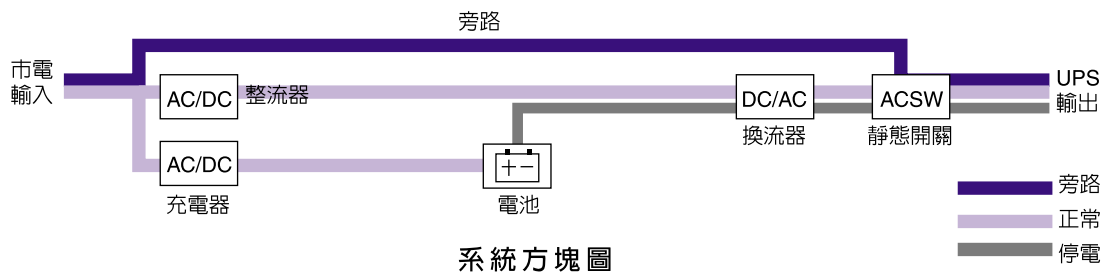 旁路
市電
輸入
AC/DC
整流器
DC/AC
ACSW
UPS
輸出
換流器
靜態開關
AC/DC
充電器
+ −
電池
旁路
正常
停電
系統方塊圖